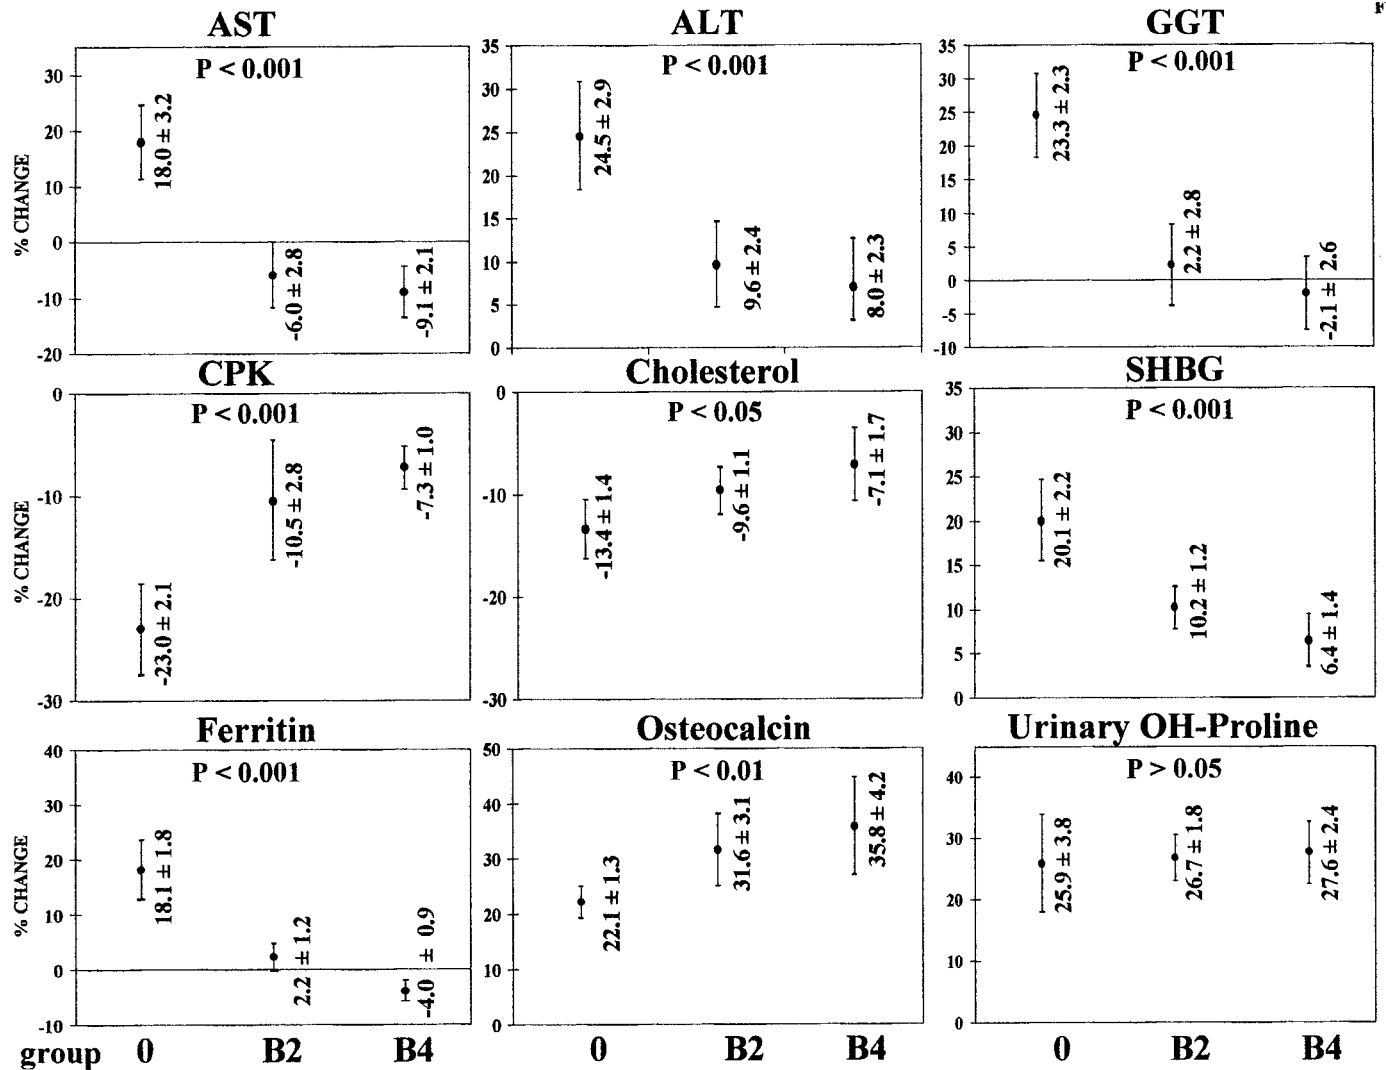 F
AST
ALT
GGT
P < 0.001
P < 0.001
P < 0.001
% CHANGE
30
20
10
0
-10
-20
18.0 ± 3.2
-6.0 ± 2.8
-9.1 ± 2.1
35
30
25
20
15
10
5
0
24.5 ± 2.9
9.6 ± 2.4
8.0 ± 2.3
35
30
25
20
15
10
5
0
-5
-10
23.3 ± 2.3
2.2 ± 2.8
-2.1 ± 2.6
CPK
Cholesterol
SHBG
P < 0.001
P < 0.05
P < 0.001
% CHANGE
0
-10
-20
-30
-23.0 ± 2.1
-10.5 ± 2.8
-7.3 ± 1.0
0
-10
-20
-30
-13.4 ± 1.4
-9.6 ± 1.1
-7.1 ± 1.7
35
30
25
20
15
10
5
0
20.1 ± 2.2
10.2 ± 1.2
6.4 ± 1.4
Ferritin
Osteocalcin
Urinary OH-Proline
P < 0.001
P < 0.01
P > 0.05
% CHANGE
40
30
20
10
0
-10
18.1 ± 1.8
2.2 ± 1.2
-4.0 ± 0.9
50
40
30
20
10
0
22.1 ± 1.3
31.6 ± 3.1
35.8 ± 4.2
40
30
20
10
0
25.9 ± 3.8
26.7 ± 1.8
27.6 ± 2.4
group 0 B2 B4 0 B2 B4 0 B2 B4